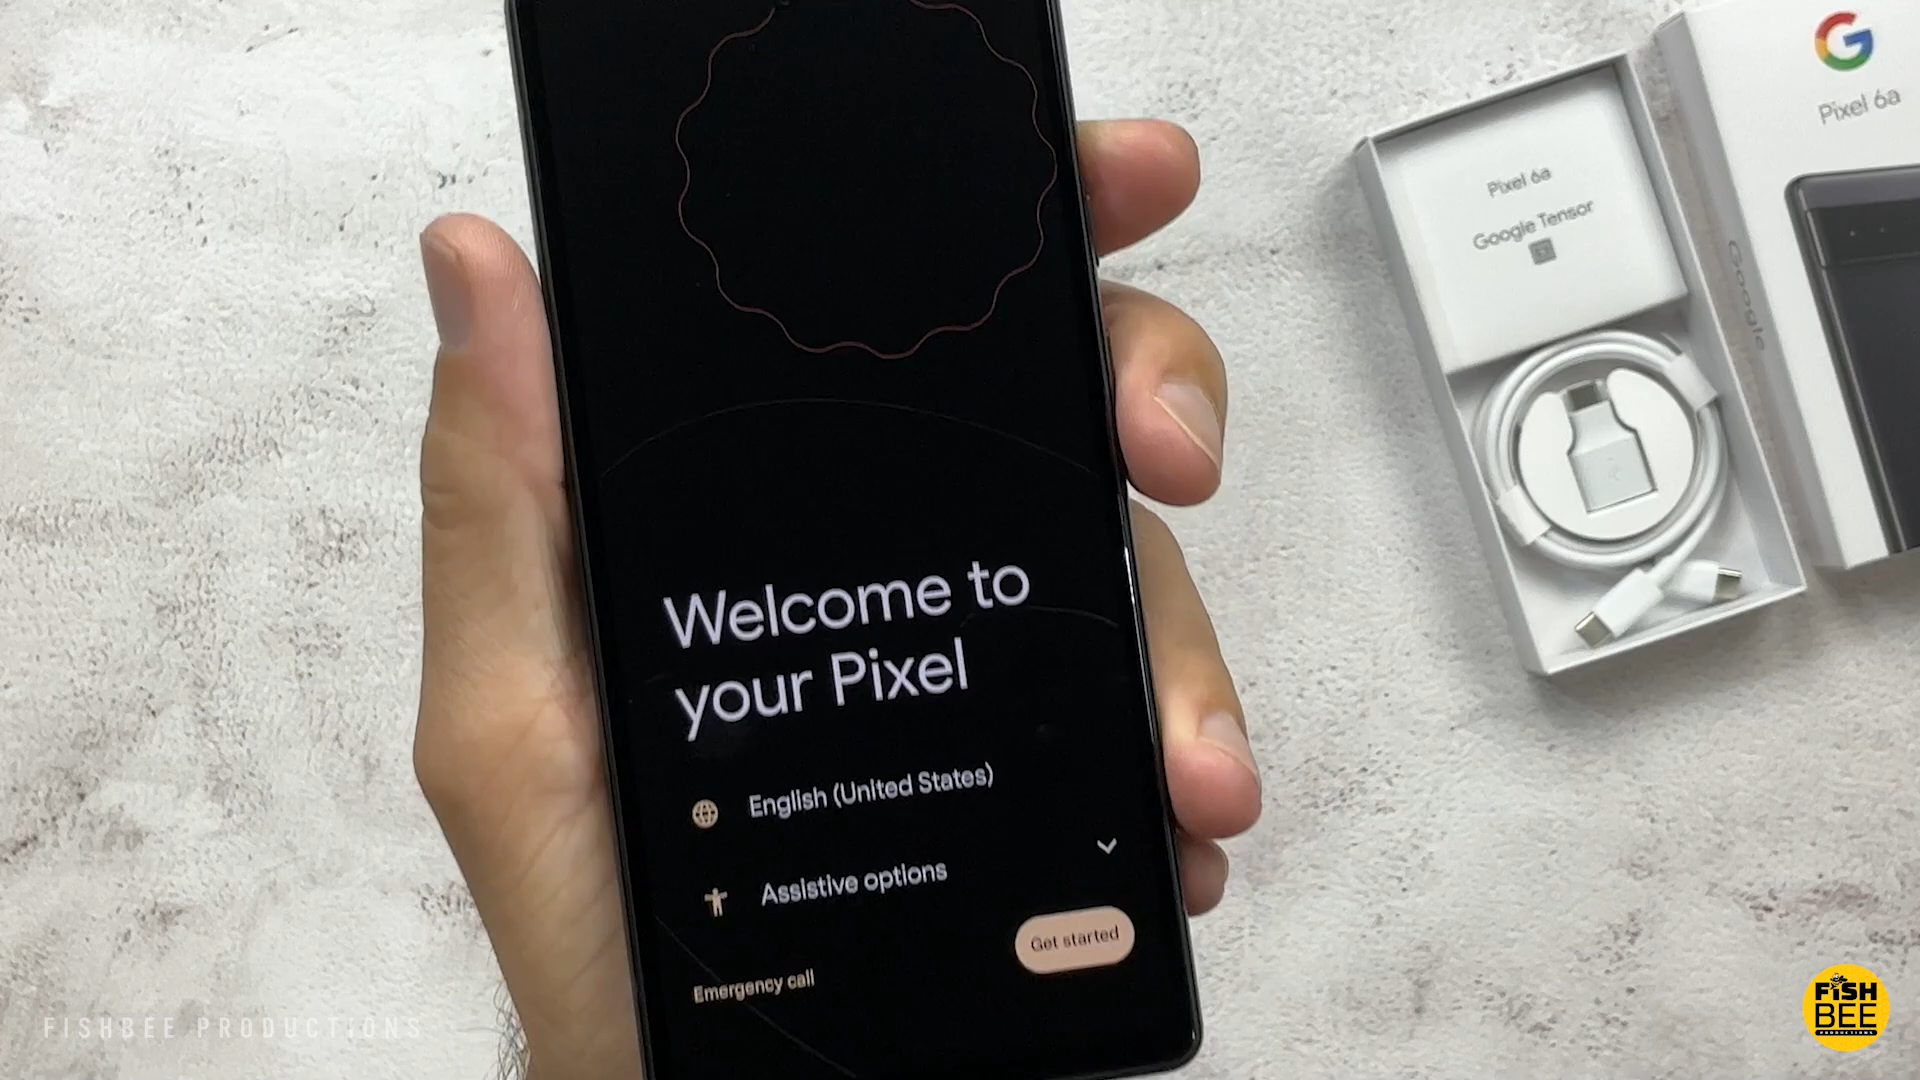 Welcome to
your Pixel
English (United States)
Assistive options
Get started
Emergency call
Pixel 6a
Google Tensor
Pixel 6a
Google
FISHBEE PRODUCTIONS
FISH
BEE
PRODUCTIONS